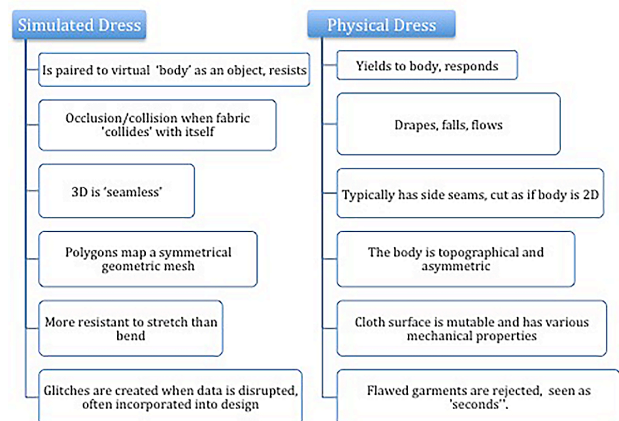 Simulated Dress
Is paired to virtual 'body' as an object, resists
Occlusion/collision when fabric
'collides' with itself
3D is 'seamless'
Polygons map a symmetrical
geometric mesh
More resistant to stretch than
bend
Glitches are created when data is disrupted,
often incorporated into design
Physical Dress
Yields to body, responds
Drapes, falls, flows
Typically has side seams, cut as if body is 2D
The body is topographical and
asymmetric
Cloth surface is mutable and has various
mechanical properties
Flawed garments are rejected, seen as
'seconds''.